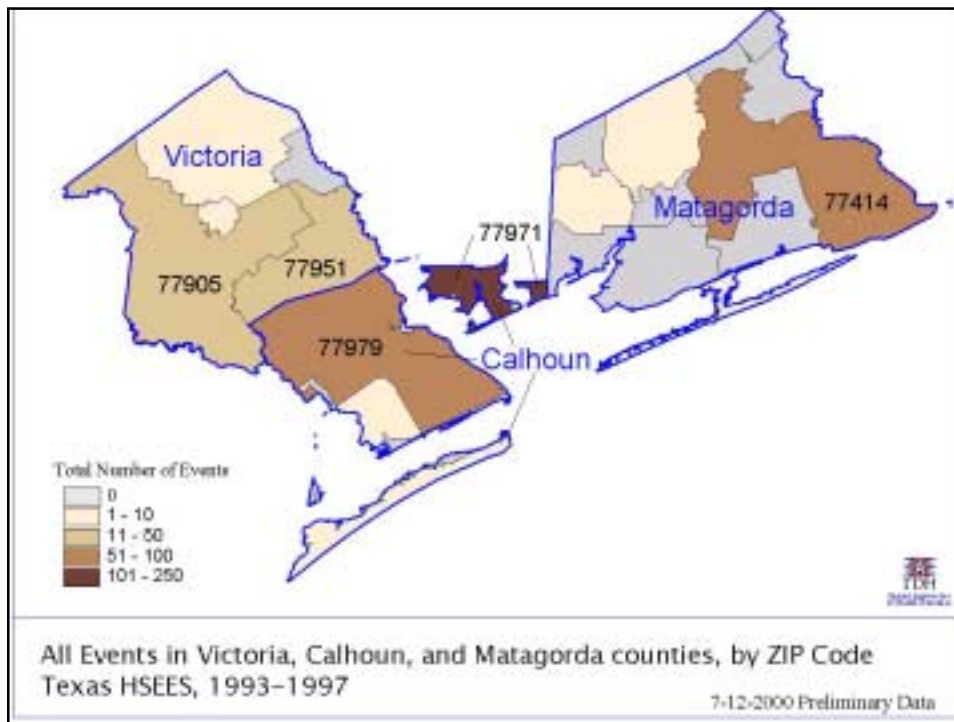 Victoria
77971
Matagorda
77414
77951
77905
77979
Calhoun
Total Number of Events
0
1 - 10
11 - 50
51 - 100
101 - 250
TDH
All Events in Victoria, Calhoun, and Matagorda counties, by ZIP Code
Texas HSEES, 1993-1997
7-12-2000 Preliminary Data